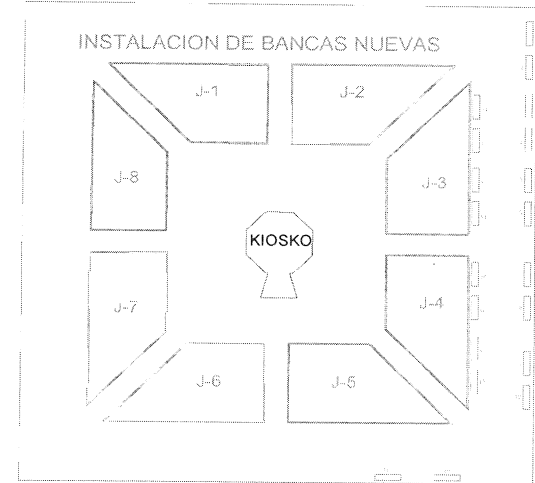 INSTALACION DE BANCAS NUEVAS
J-1
J-2
J-8
J-3
KIOSKO
J-7
J-4
J-6
J-5